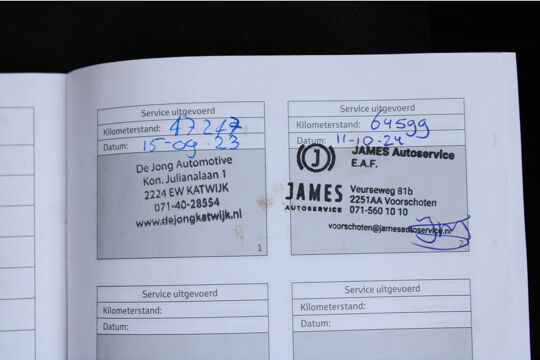 Service uitgevoerd
Kilometerstand: 47247
Datum: 15-09-23
De Jong Automotive
Kon. Julianalaan 1
2224 EW KATWIJK
071-40-28554
www.dejongkatwijk.nl
1
Service uitgevoerd
Kilometerstand: 64599
Datum: 11-10-24
JAMES Autoservice
E.A.F.
JAMES
AUTOSERVICE
Veurseweg 81b
2251AA Voorschoten
071-560 10 10
voorschoten@jamesautoservice.nl
2
Service uitgevoerd
Kilometerstand:
Datum:
Service uitgevoerd
Kilometerstand:
Datum: